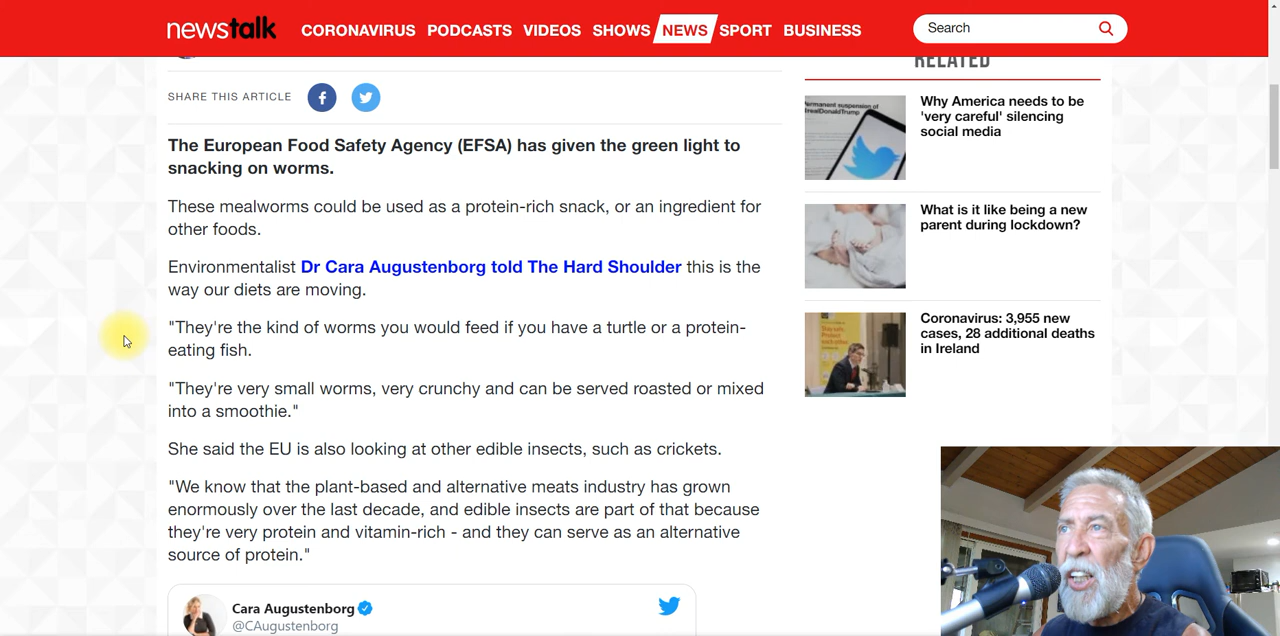 newstalk
CORONAVIRUS PODCASTS VIDEOS SHOWS NEWS SPORT BUSINESS
Search
SHARE THIS ARTICLE
The European Food Safety Agency (EFSA) has given the green light to
snacking on worms.
These mealworms could be used as a protein-rich snack, or an ingredient for
other foods.
Environmentalist Dr Cara Augustenborg told The Hard Shoulder this is the
way our diets are moving.
"They're the kind of worms you would feed if you have a turtle or a protein-
eating fish.
"They're very small worms, very crunchy and can be served roasted or mixed
into a smoothie."
She said the EU is also looking at other edible insects, such as crickets.
"We know that the plant-based and alternative meats industry has grown
enormously over the last decade, and edible insects are part of that because
they're very protein and vitamin-rich - and they can serve as an alternative
source of protein."
Cara Augustenborg
@CAugustenborg
RELATED
Permanent suspension of
@realDonaldTrump
Why America needs to be
'very careful' silencing
social media
What is it like being a new
parent during lockdown?
Coronavirus: 3,955 new
cases, 28 additional deaths
in Ireland